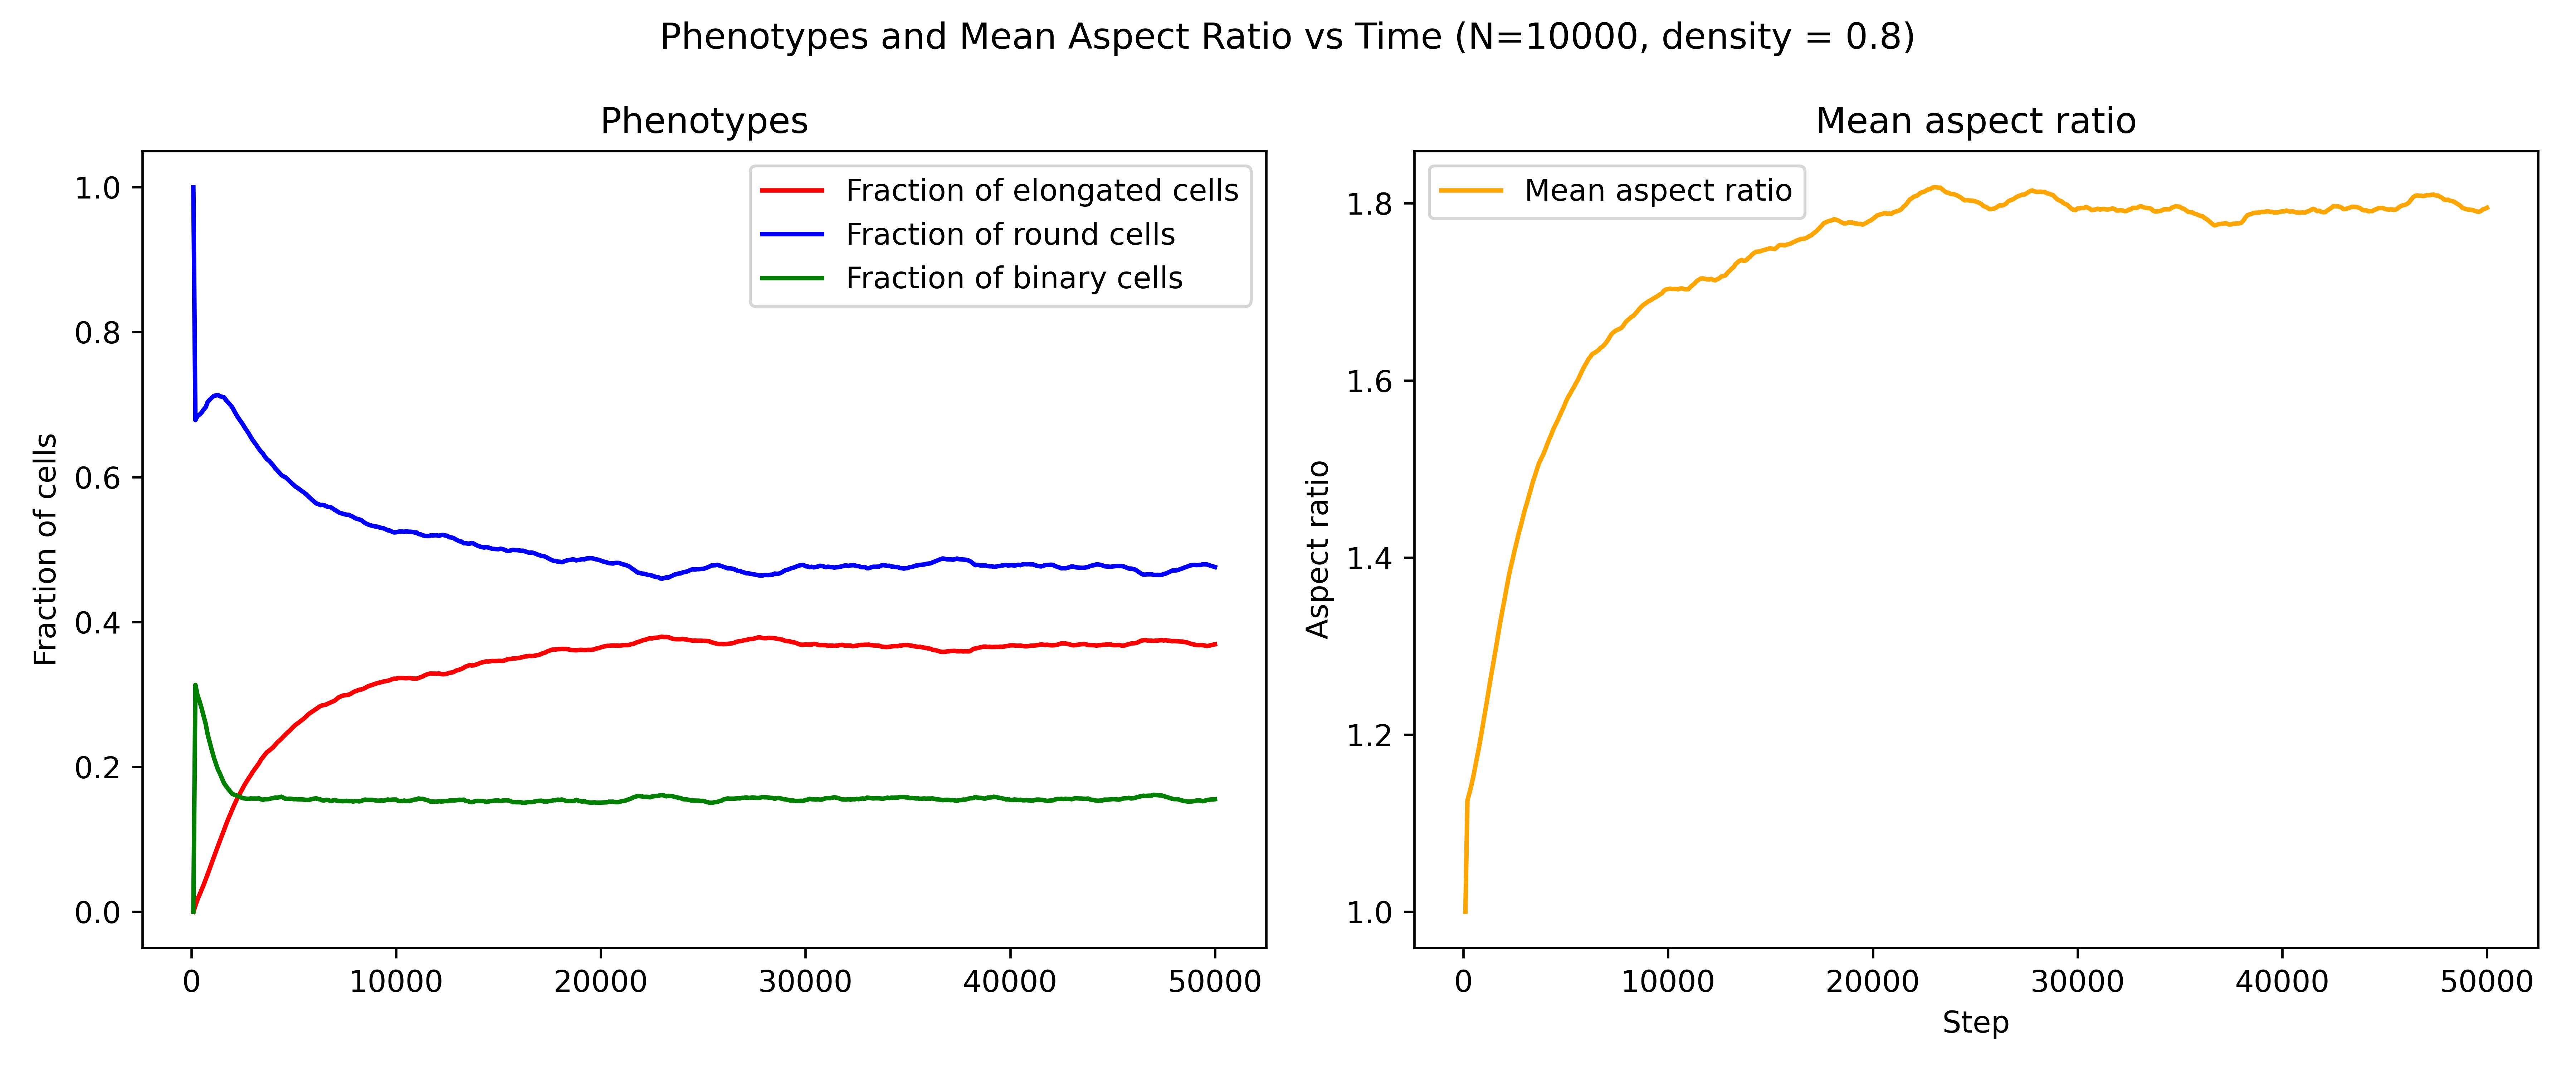 Phenotypes and Mean Aspect Ratio vs Time (N=10000, density = 0.8)
Phenotypes
Fraction of elongated cells
Fraction of round cells
Fraction of binary cells
Fraction of cells
1.0
0.8
0.6
0.4
0.2
0.0
0 10000 20000 30000 40000 50000
Mean aspect ratio
Mean aspect ratio
Aspect ratio
1.8
1.6
1.4
1.2
1.0
0 10000 20000 30000 40000 50000
Step